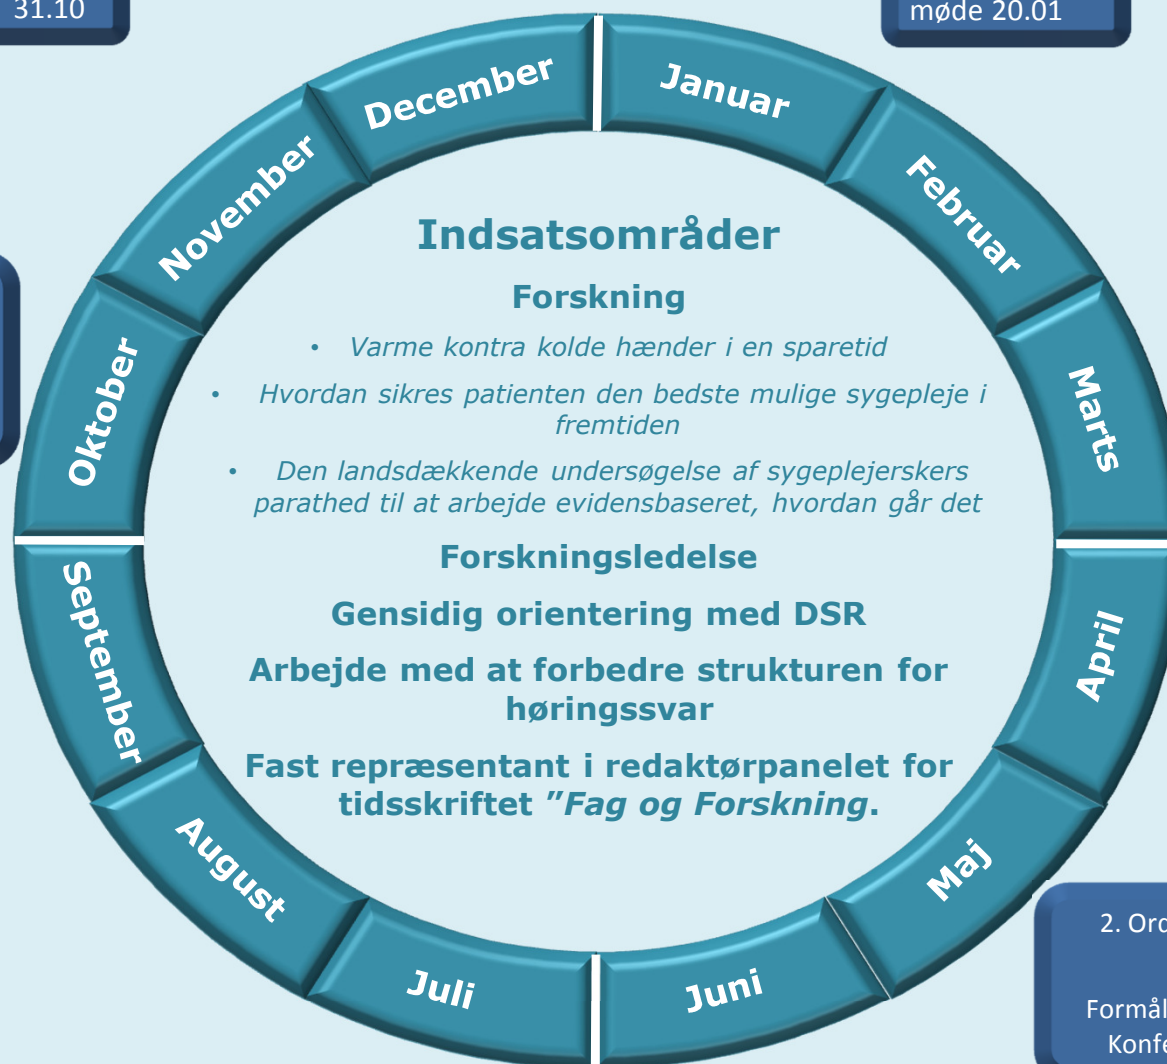 31.10
møde 20.01
December
Januar
November
Februar
Oktober
Marts
September
April
August
Maj
Juli
Juni
Indsatsområder
Forskning
• Varme kontra kolde hænder i en sparetid
• Hvordan sikres patienten den bedste mulige sygepleje i
fremtiden
• Den landsdækkende undersøgelse af sygeplejerskers
parathed til at arbejde evidensbaseret, hvordan går det
Forskningsledelse
Gensidig orientering med DSR
Arbejde med at forbedre strukturen for
høringssvar
Fast repræsentant i redaktørpanelet for
tidsskriftet ”Fag og Forskning.
2. Ord
Formål
Konfe